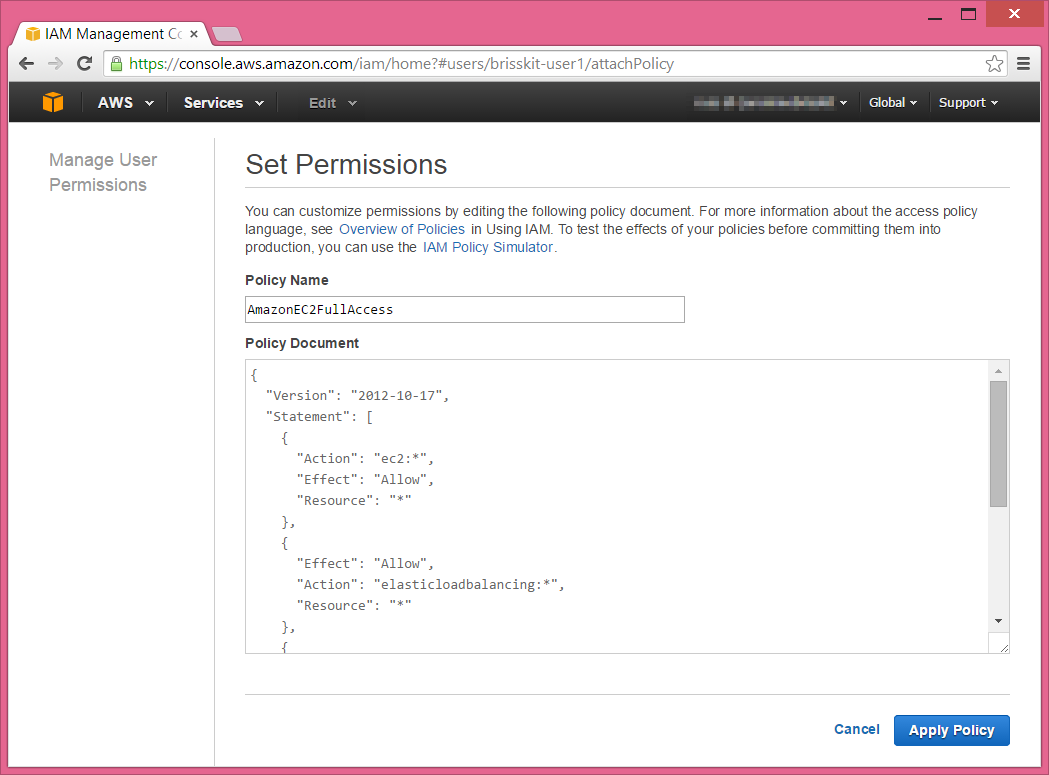 IAM Management Co
https://console.aws.amazon.com/iam/home?#users/brisskit-user1/attachPolicy
AWS Services Edit Global Support
Manage User
Permissions
Set Permissions
You can customize permissions by editing the following policy document. For more information about the access policy
language, see Overview of Policies in Using IAM. To test the effects of your policies before committing them into
production, you can use the IAM Policy Simulator.
Policy Name
AmazonEC2FullAccess
Policy Document
{
"Version": "2012-10-17",
"Statement": [
{
"Action": "ec2:*",
"Effect": "Allow",
"Resource": "*"
},
{
"Effect": "Allow",
"Action": "elasticloadbalancing:*",
"Resource": "*"
},
{
Cancel Apply Policy